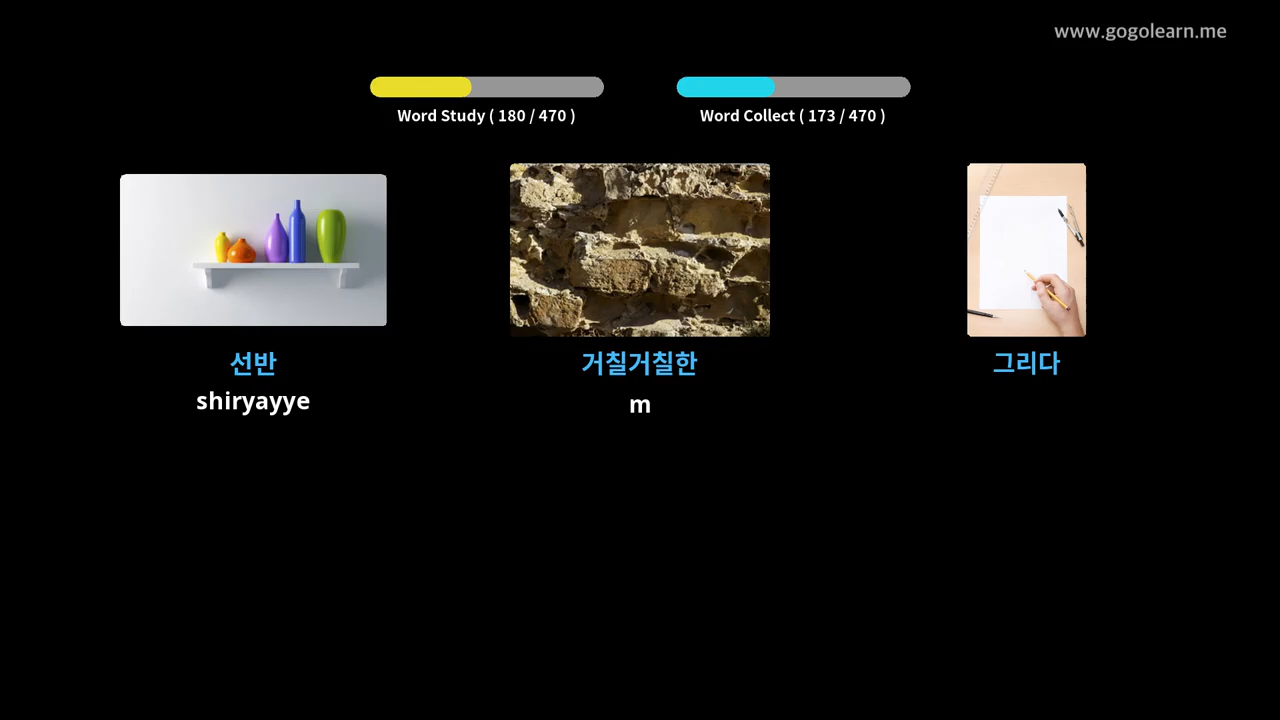 www.gogolearn.me
Word Study ( 180 / 470 )
Word Collect ( 173 / 470 )
선반
거칠거칠한
그리다
shiryayye
m